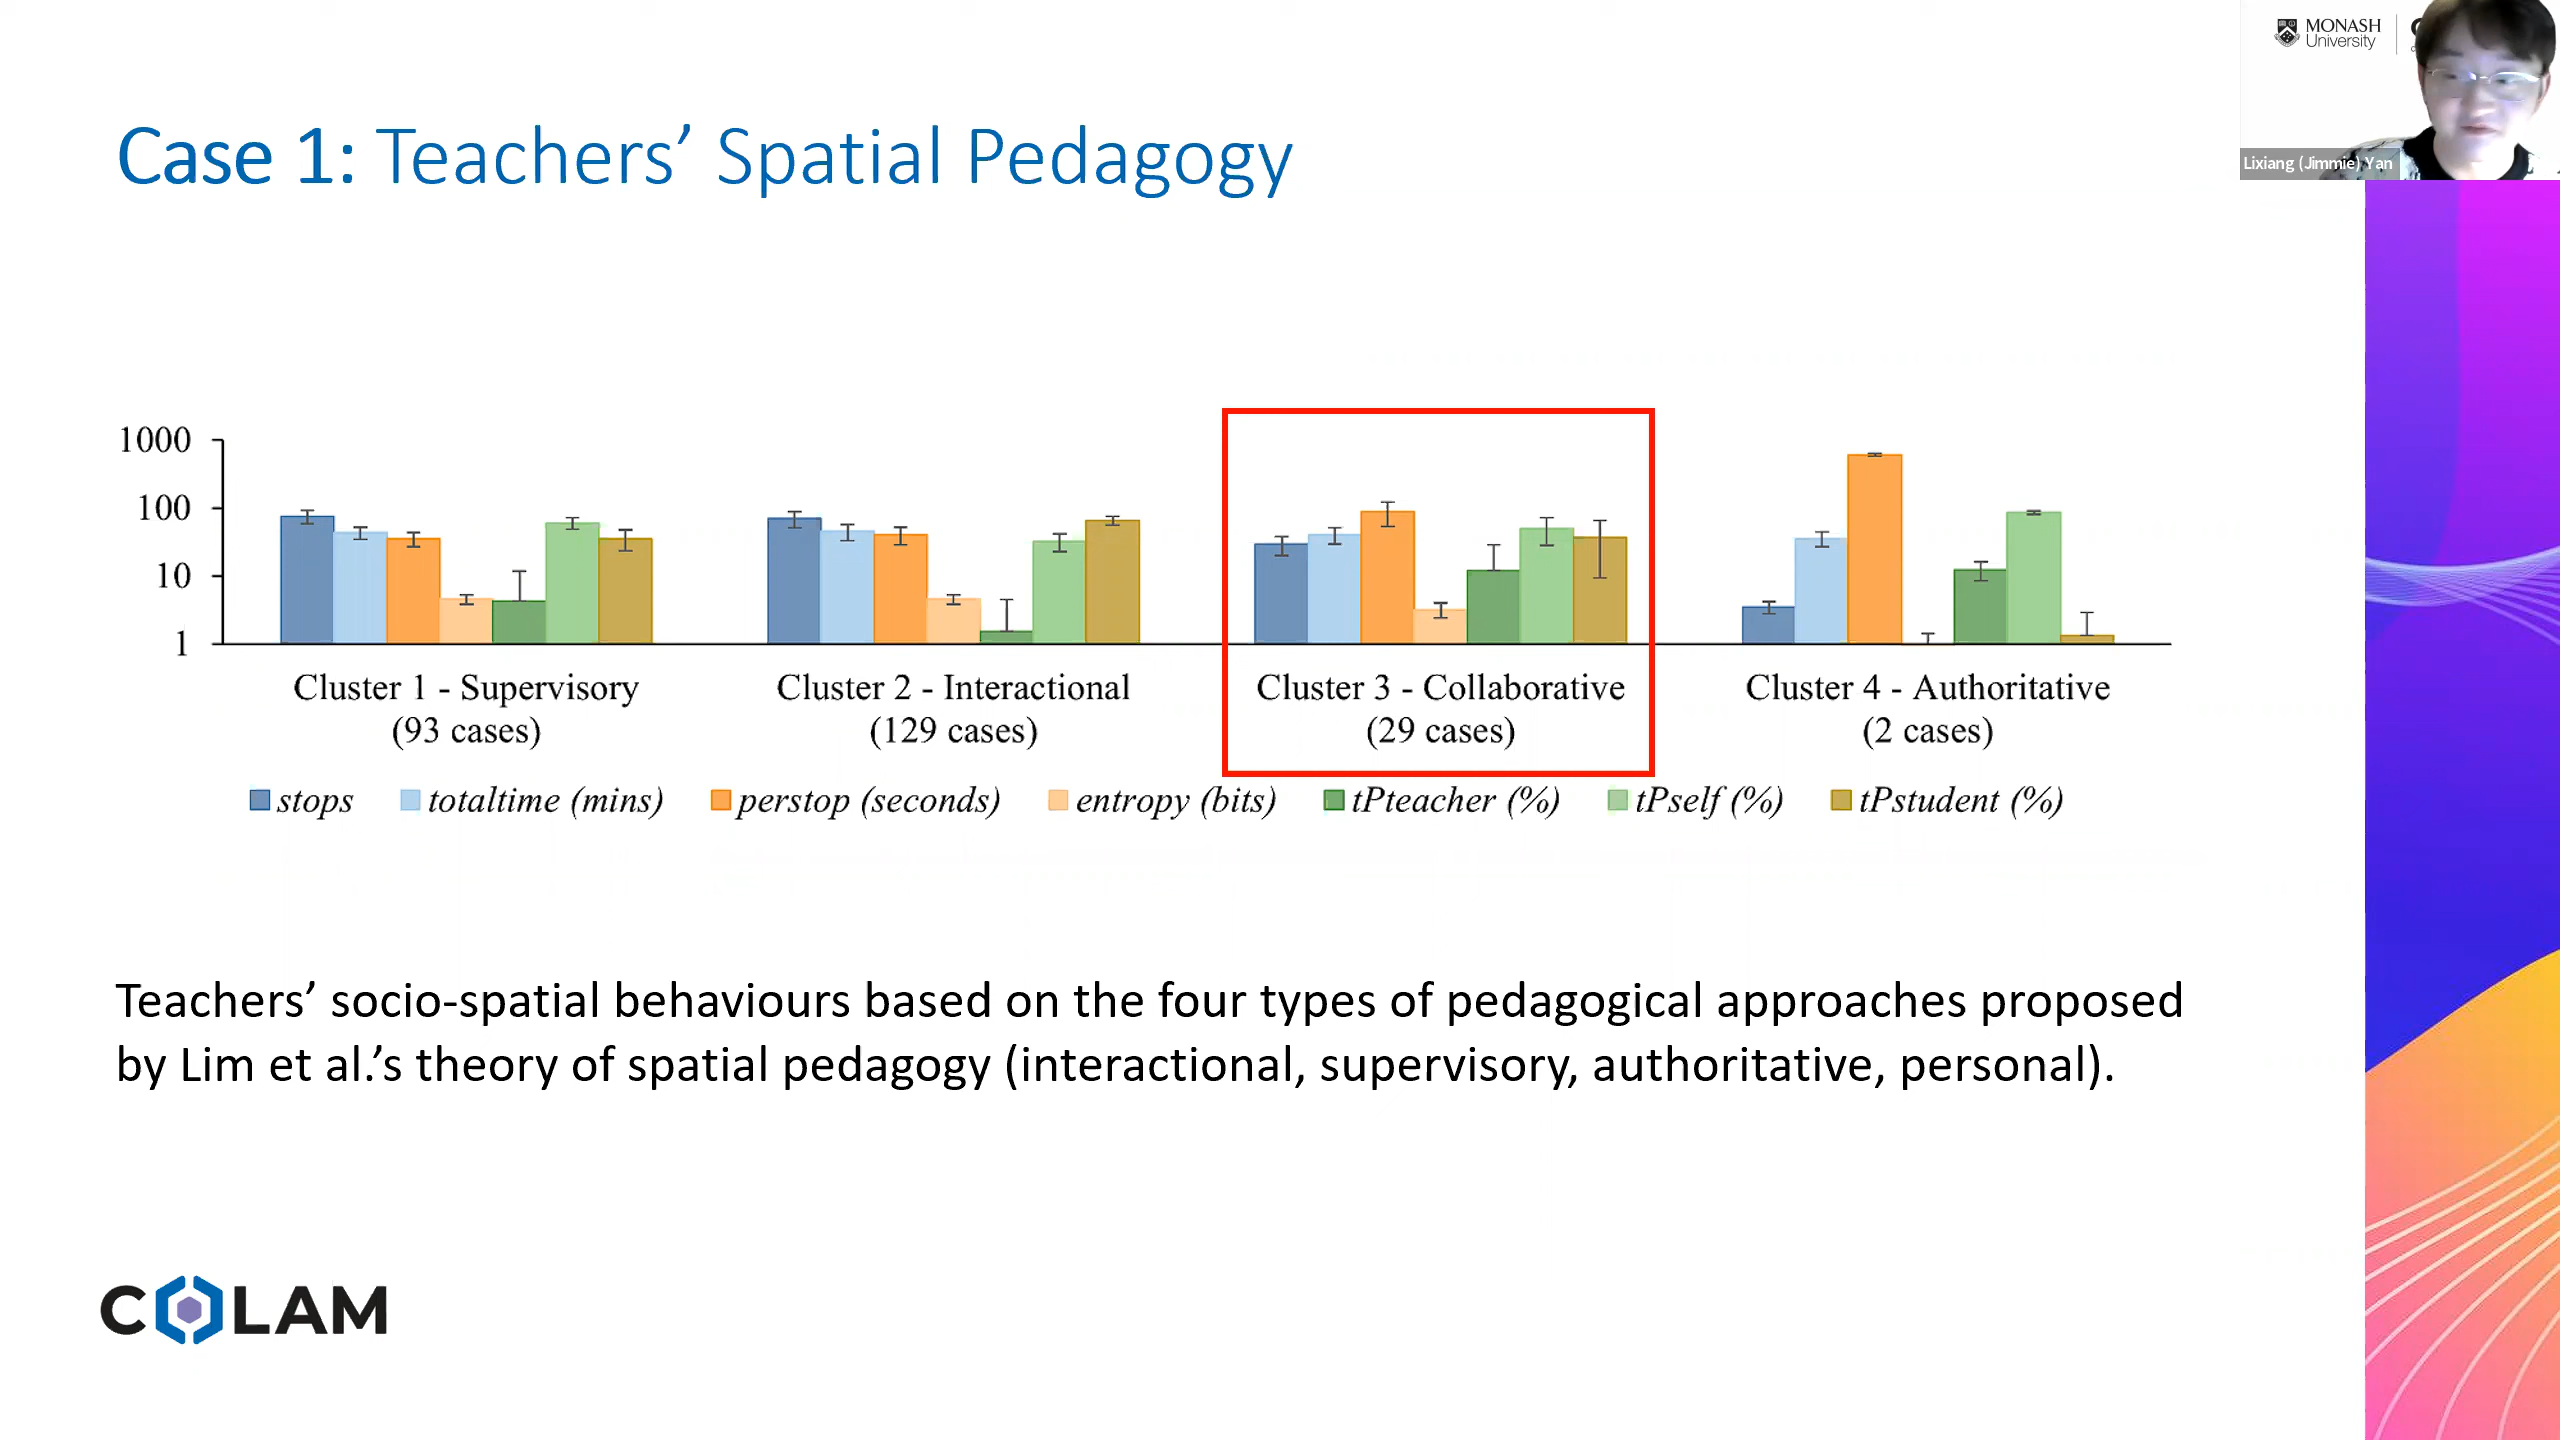 MONASH
University
Lixiang (Jimmie) Yan
Case 1: Teachers’ Spatial Pedagogy
1000
100
10
1
Cluster 1 - Supervisory
(93 cases)
Cluster 2 - Interactional
(129 cases)
Cluster 3 - Collaborative
(29 cases)
Cluster 4 - Authoritative
(2 cases)
stops totaltime (mins) perstop (seconds) entropy (bits) tPteacher (%) tPself (%) tPstudent (%)
Teachers’ socio-spatial behaviours based on the four types of pedagogical approaches proposed
by Lim et al.’s theory of spatial pedagogy (interactional, supervisory, authoritative, personal).
COLAM